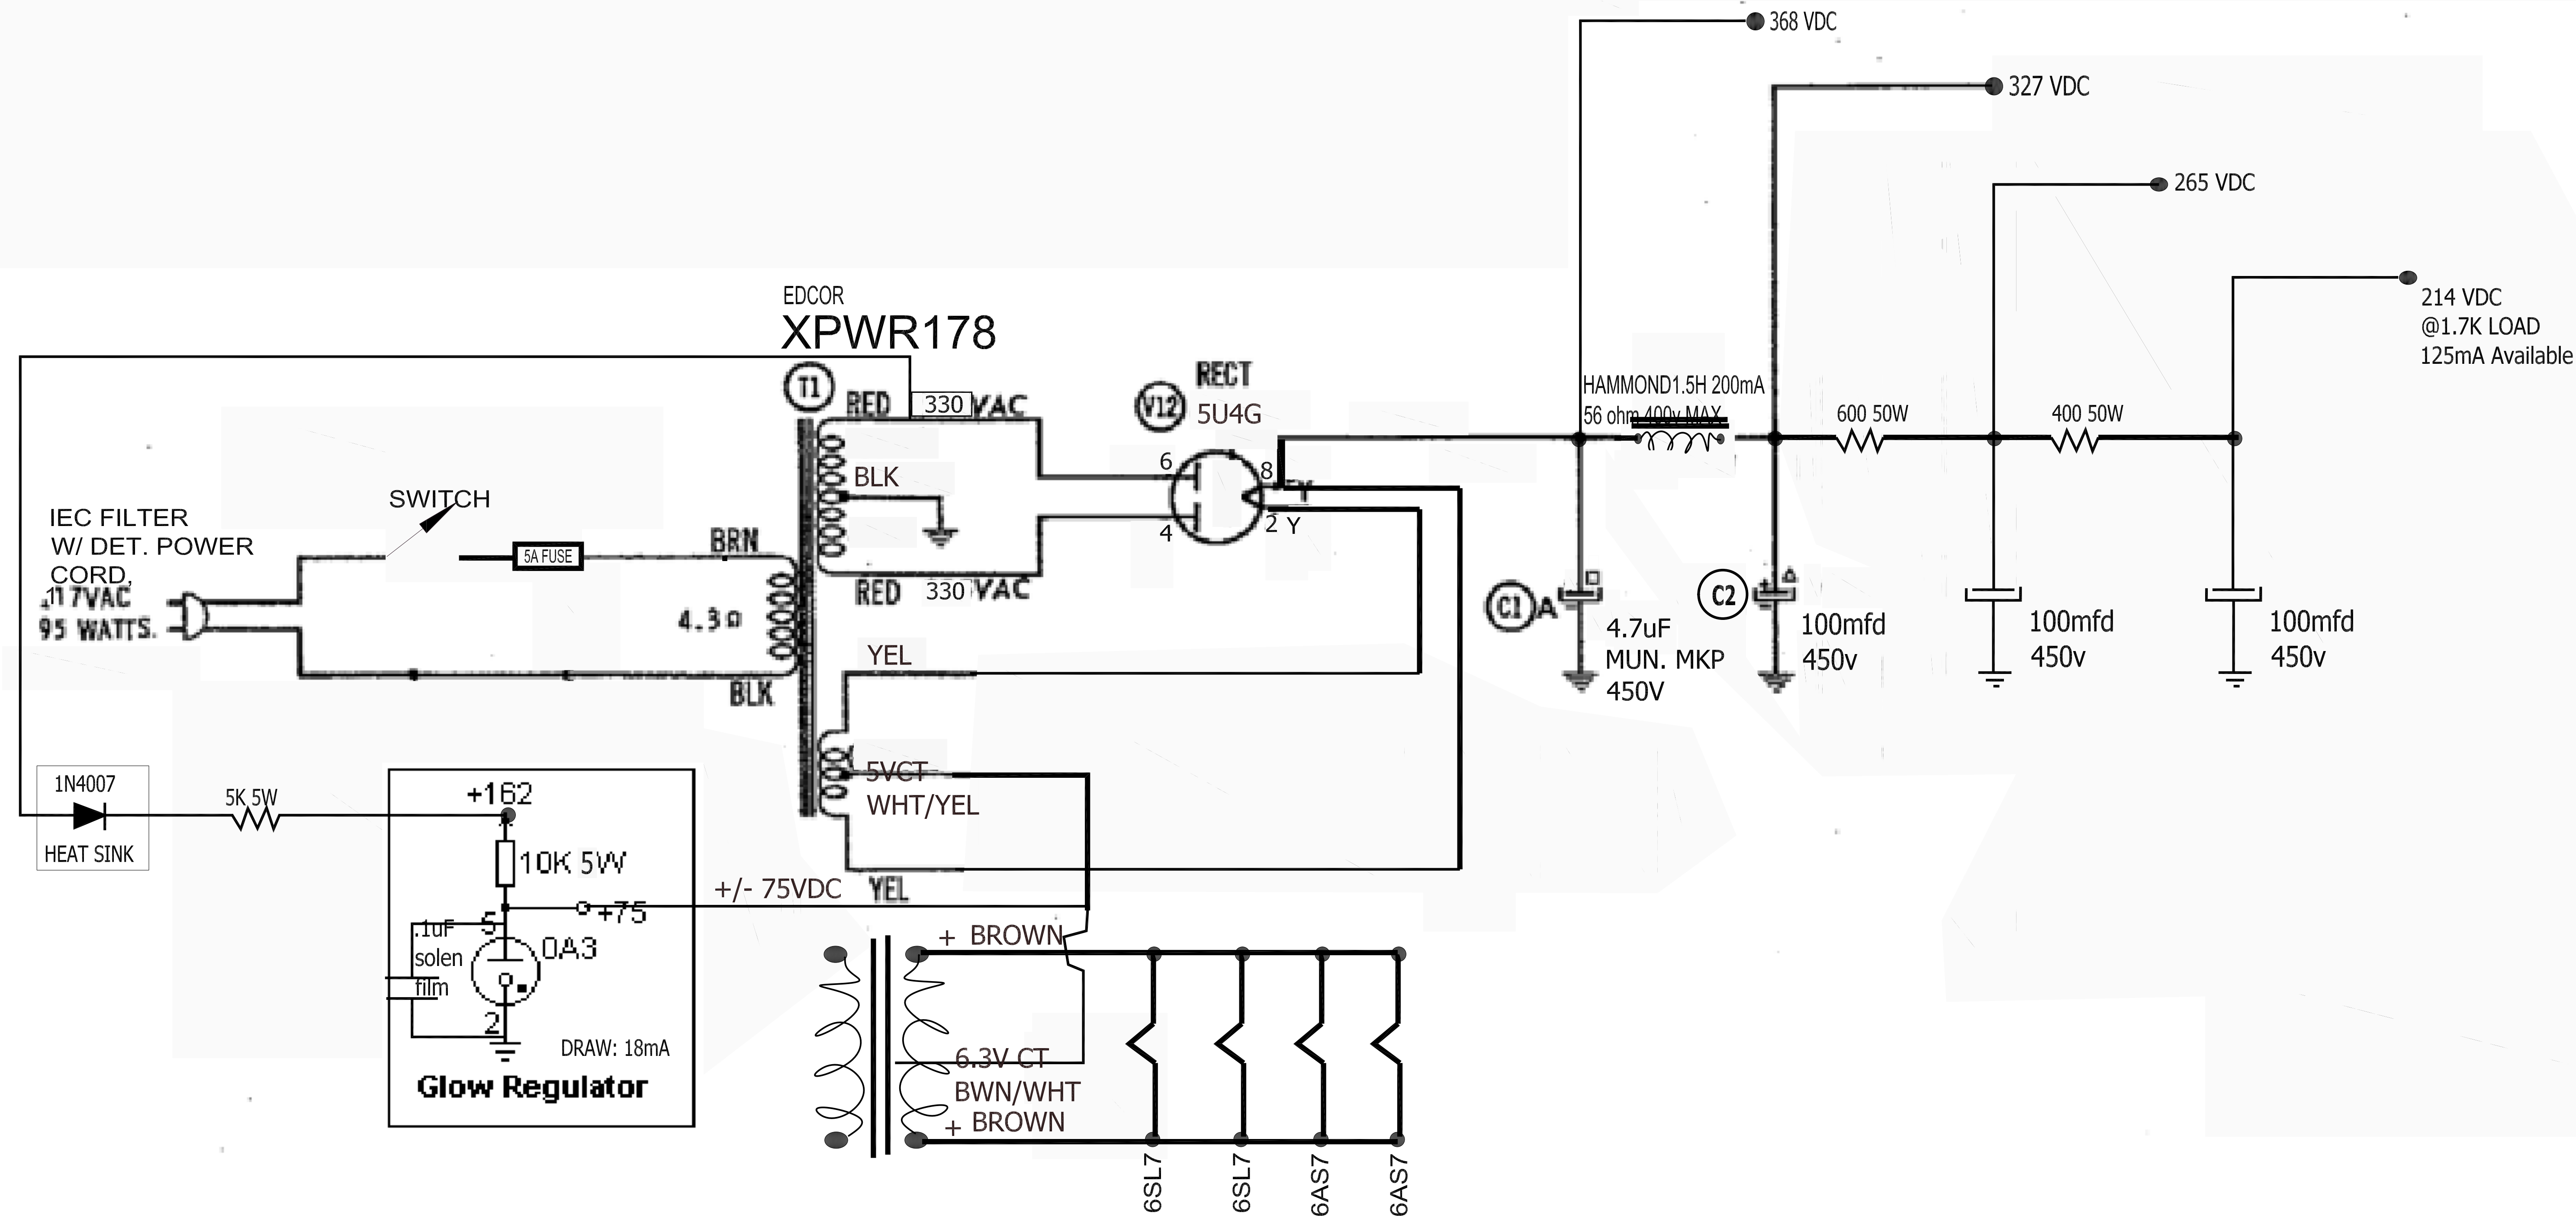 368 VDC
327 VDC
265 VDC
214 VDC
@1.7K LOAD
125mA Available
EDCOR
XPWR178
T1
RED 330 VAC
BLK
RED 330 VAC
V12
RECT
5U4G
6
4
8
Y
2 Y
HAMMOND1.5H 200mA
56 ohm 400v MAX
600 50W
400 50W
SWITCH
IEC FILTER
W/ DET. POWER
CORD,
117VAC
95 WATTS.
5A FUSE
BRN
4.3Ω
BLK
C1 A
4.7uF
MUN. MKP
450V
C2
+
100mfd
450v
100mfd
450v
100mfd
450v
YEL
5VCT
WHT/YEL
YEL
1N4007
HEAT SINK
5K 5W
+162
10K 5W
+75
+/- 75VDC
5
.1uF
solen
film
0A3
2
DRAW: 18mA
Glow Regulator
+ BROWN
6.3V CT
BWN/WHT
+ BROWN
6SL7
6SL7
6AS7
6AS7